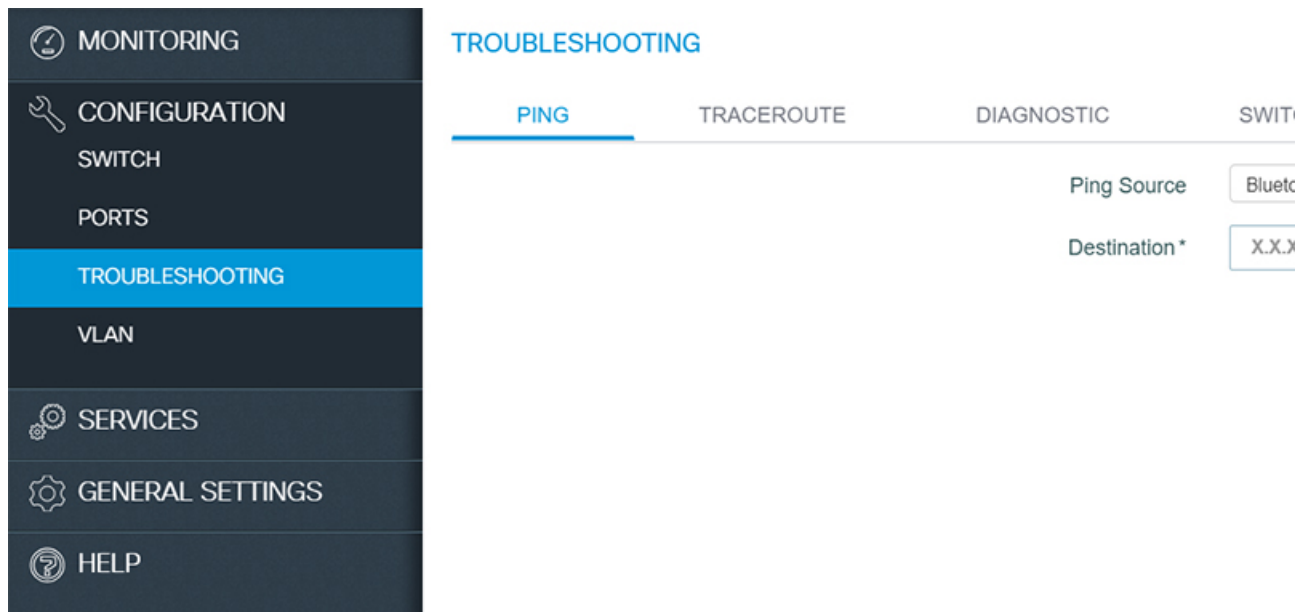 MONITORING
CONFIGURATION
SWITCH
PORTS
TROUBLESHOOTING
VLAN
SERVICES
GENERAL SETTINGS
HELP
TROUBLESHOOTING
PING TRACEROUTE DIAGNOSTIC
Ping Source
Destination* X.X.X